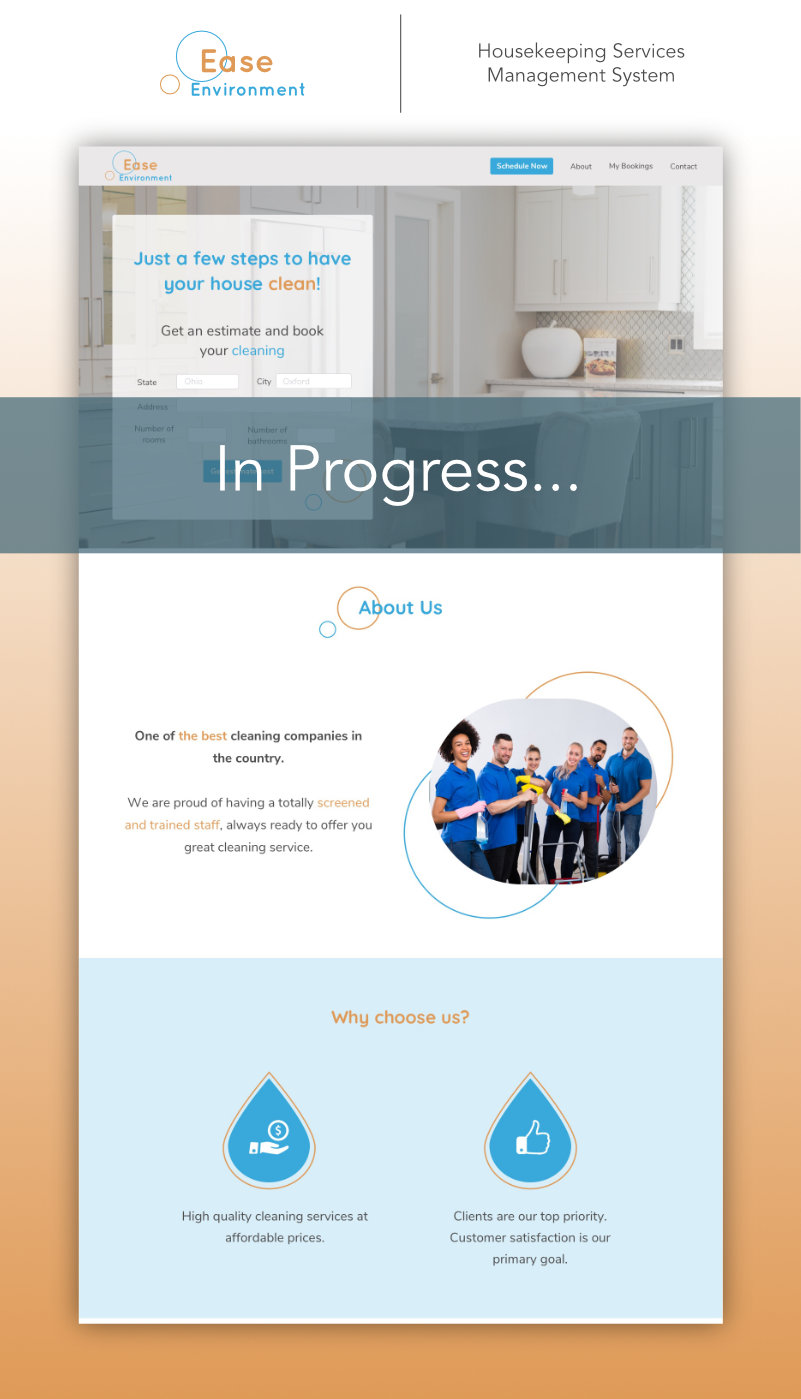 Ease
Environment
Housekeeping Services
Management System
Ease
Environment
Schedule Now
About
My Bookings
Contact
Just a few steps to have
your house clean!
Get an estimate and book
your cleaning
State
Ohio
City
Oxford
Address
Number of
rooms
Number of
bathrooms
In Progress...
About Us
One of the best cleaning companies in
the country.
We are proud of having a totally screened
and trained staff, always ready to offer you
great cleaning service.
Why choose us?
High quality cleaning services at
affordable prices.
Clients are our top priority.
Customer satisfaction is our
primary goal.